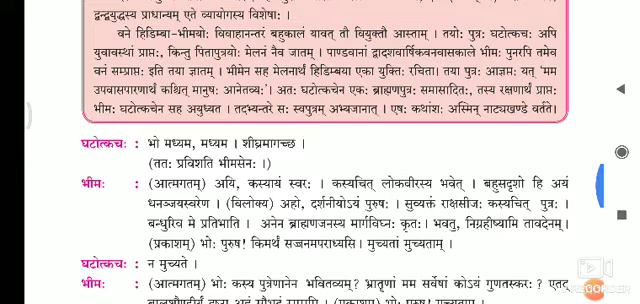 द्वन्द्वयुद्धस्य प्राधान्यम् एते व्यायोगस्य विशेषाः ।
वने हिडिम्बा-भीमयोः विवाहानन्तरं बहुकालं यावत् तौ वियुक्तौ आस्ताम् । तयोः पुत्रः घटोत्कचः अपि
युवावस्थां प्राप्तः, किन्तु पितापुत्रयोः मेलनं नैव जातम् । पाण्डवानां द्वादशवार्षिकवनवासकाले भीमः पुनरपि तमेव
वनं सम्प्राप्तः इति तया ज्ञातम् । भीमेन सह मेलनार्थं हिडिम्बया एका युक्तिः रचिता। तया पुत्रः आज्ञप्तः यत् 'मम
उपवासपारणार्थं कश्चित् मानुषः आनेतव्यः'। अतः घटोत्कचेन एकः ब्राह्मणपुत्रः समासादितः, तस्य रक्षणार्थं प्राप्तः
भीमः घटोत्कचेन सह अयुध्यत । तदभ्यन्तरे सः स्वपुत्रम् अभ्यजानात् । एषः कथांशः अस्मिन् नाट्यखण्डे वर्तते।
घटोत्कचः : भो मध्यम, मध्यम । शीघ्रमागच्छ ।
(ततः प्रविशति भीमसेनः ।)
भीमः : (आत्मगतम्) अयि, कस्यायं स्वरः । कस्यचित् लोकवीरस्य भवेत् । बहुसदृशो हि अयं
धनञ्जयस्वरेण । (विलोक्य) अहो, दर्शनीयोऽयं पुरुषः । सुव्यक्तं राक्षसीजः कस्यचित् पुत्रः ।
बन्धुरिव मे प्रतिभाति । अनेन ब्राह्मणजनस्य मार्गविघ्नः कृतः। भवतु, निग्रहीष्यामि तावदेनम् ।
(प्रकाशम्) भोः पुरुष! किमर्थं सज्जनमपराध्यसि। मुच्यतां मुच्यताम् ।
घटोत्कचः : न मुच्यते ।
भीमः : (आत्मगतम्) भोः कस्य पुत्रेणानेन भवितव्यम्? भ्रातॄणां मम सर्वेषां कोऽयं गुणतस्करः ? एतद्